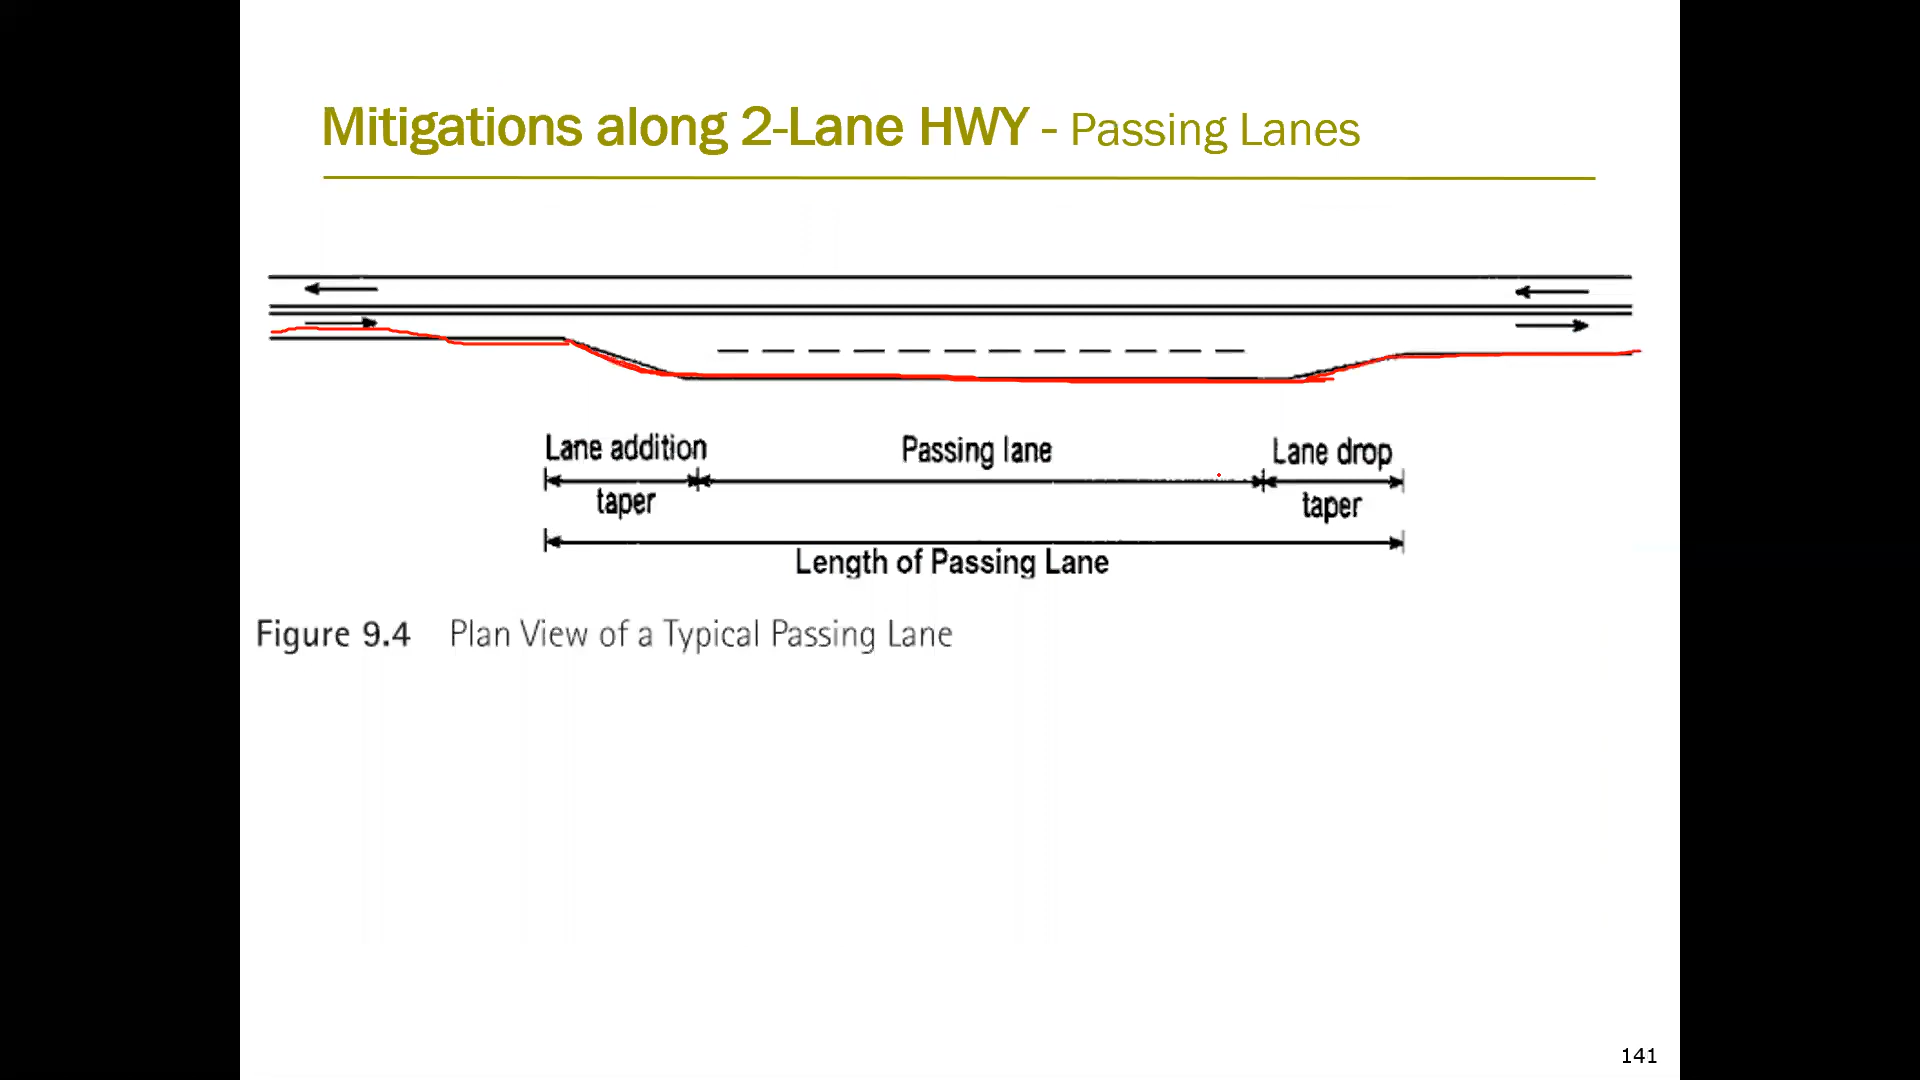 Mitigations along 2-Lane HWY - Passing Lanes
Lane addition
taper
Passing lane
Lane drop
taper
Length of Passing Lane
Figure 9.4 Plan View of a Typical Passing Lane
141